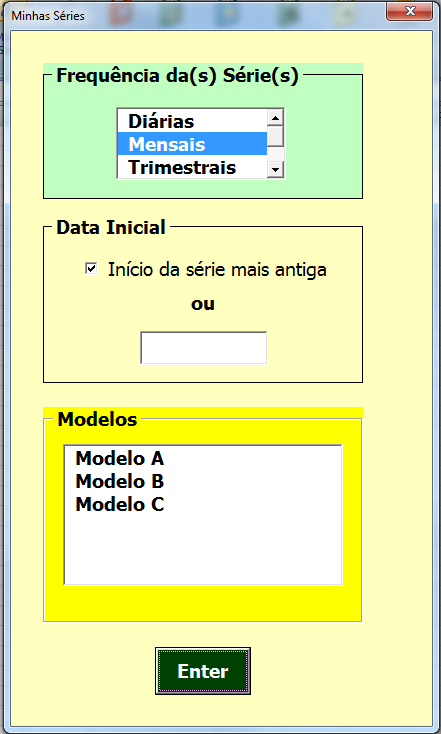 Minhas Séries
Frequência da(s) Série(s)
Diárias
Mensais
Trimestrais
Data Inicial
Início da série mais antiga
ou
Modelos
Modelo A
Modelo B
Modelo C
Enter